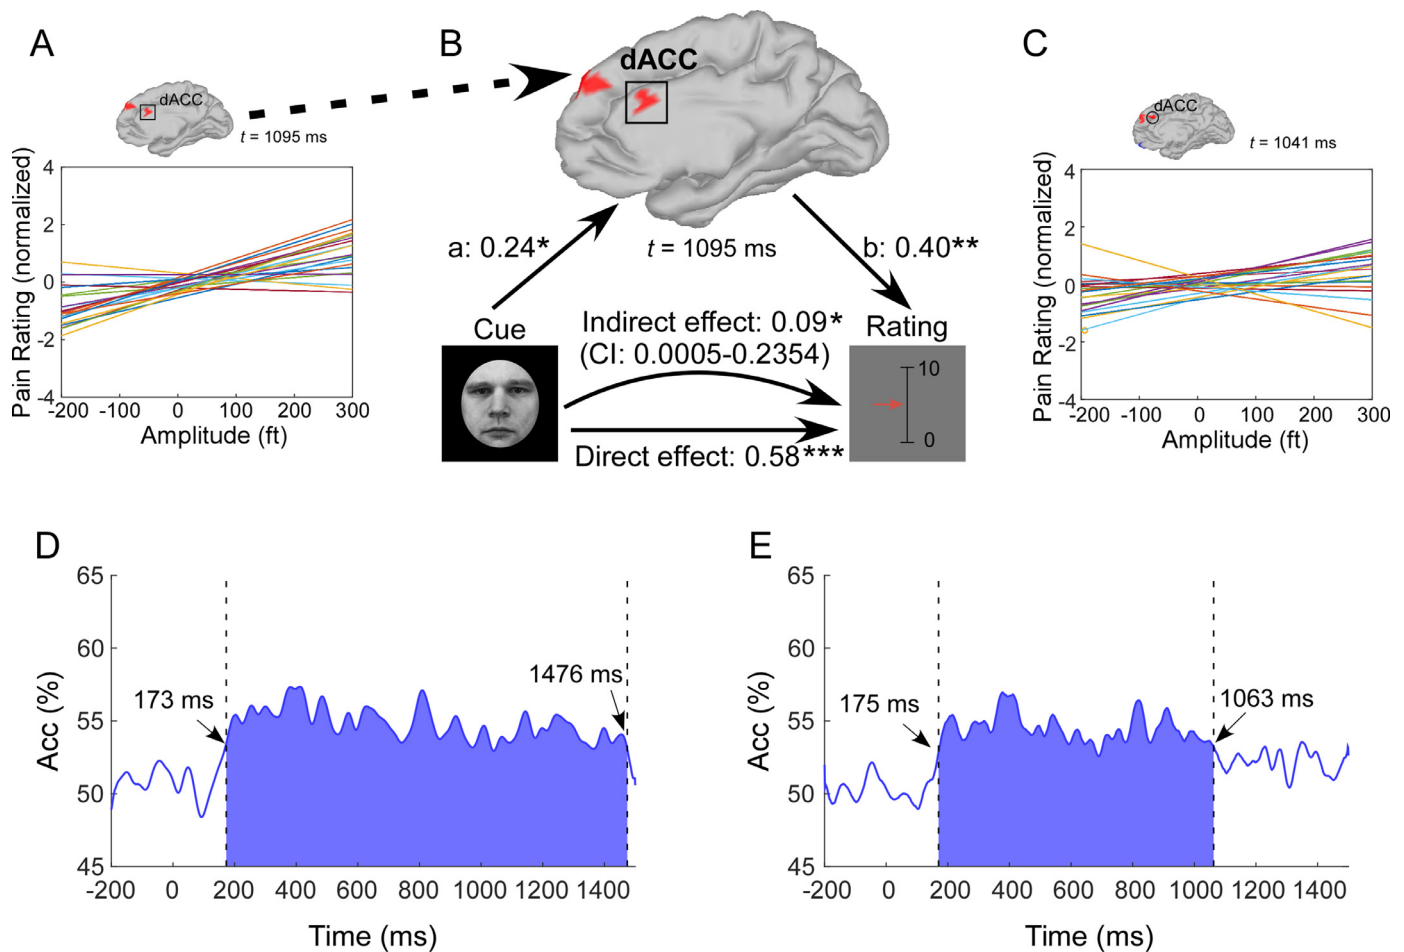 A
dACC
t = 1095 ms
Pain Rating (normalized)
4
2
0
-2
-4
-200
-100
0
100
200
300
Amplitude (ft)
B
dACC
a: 0.24*
t = 1095 ms
b: 0.40**
Cue
Indirect effect: 0.09*
(CI: 0.0005-0.2354)
Rating
10
0
Direct effect: 0.58***
C
dACC
t = 1041 ms
Pain Rating (normalized)
4
2
0
-2
-4
-200
-100
0
100
200
300
Amplitude (ft)
D
Acc (%)
65
60
55
50
45
173 ms
1476 ms
-200
0
200
400
600
800
1000
1200
1400
Time (ms)
E
Acc (%)
65
60
55
50
45
175 ms
1063 ms
-200
0
200
400
600
800
1000
1200
1400
Time (ms)